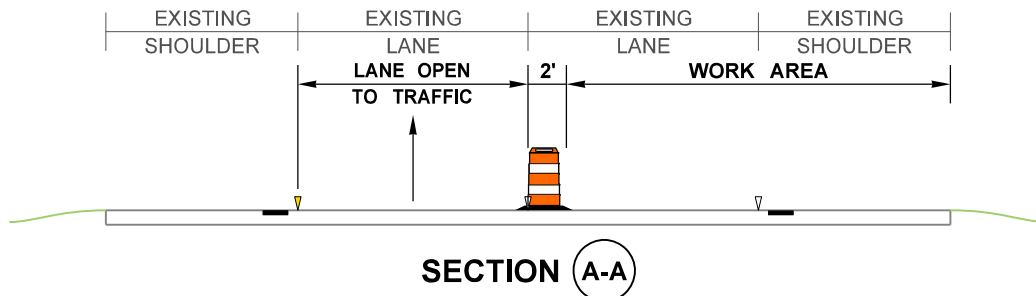 EXISTING EXISTING EXISTING EXISTING
SHOULDER LANE LANE SHOULDER
LANE OPEN 2' WORK AREA
TO TRAFFIC
SECTION A-A